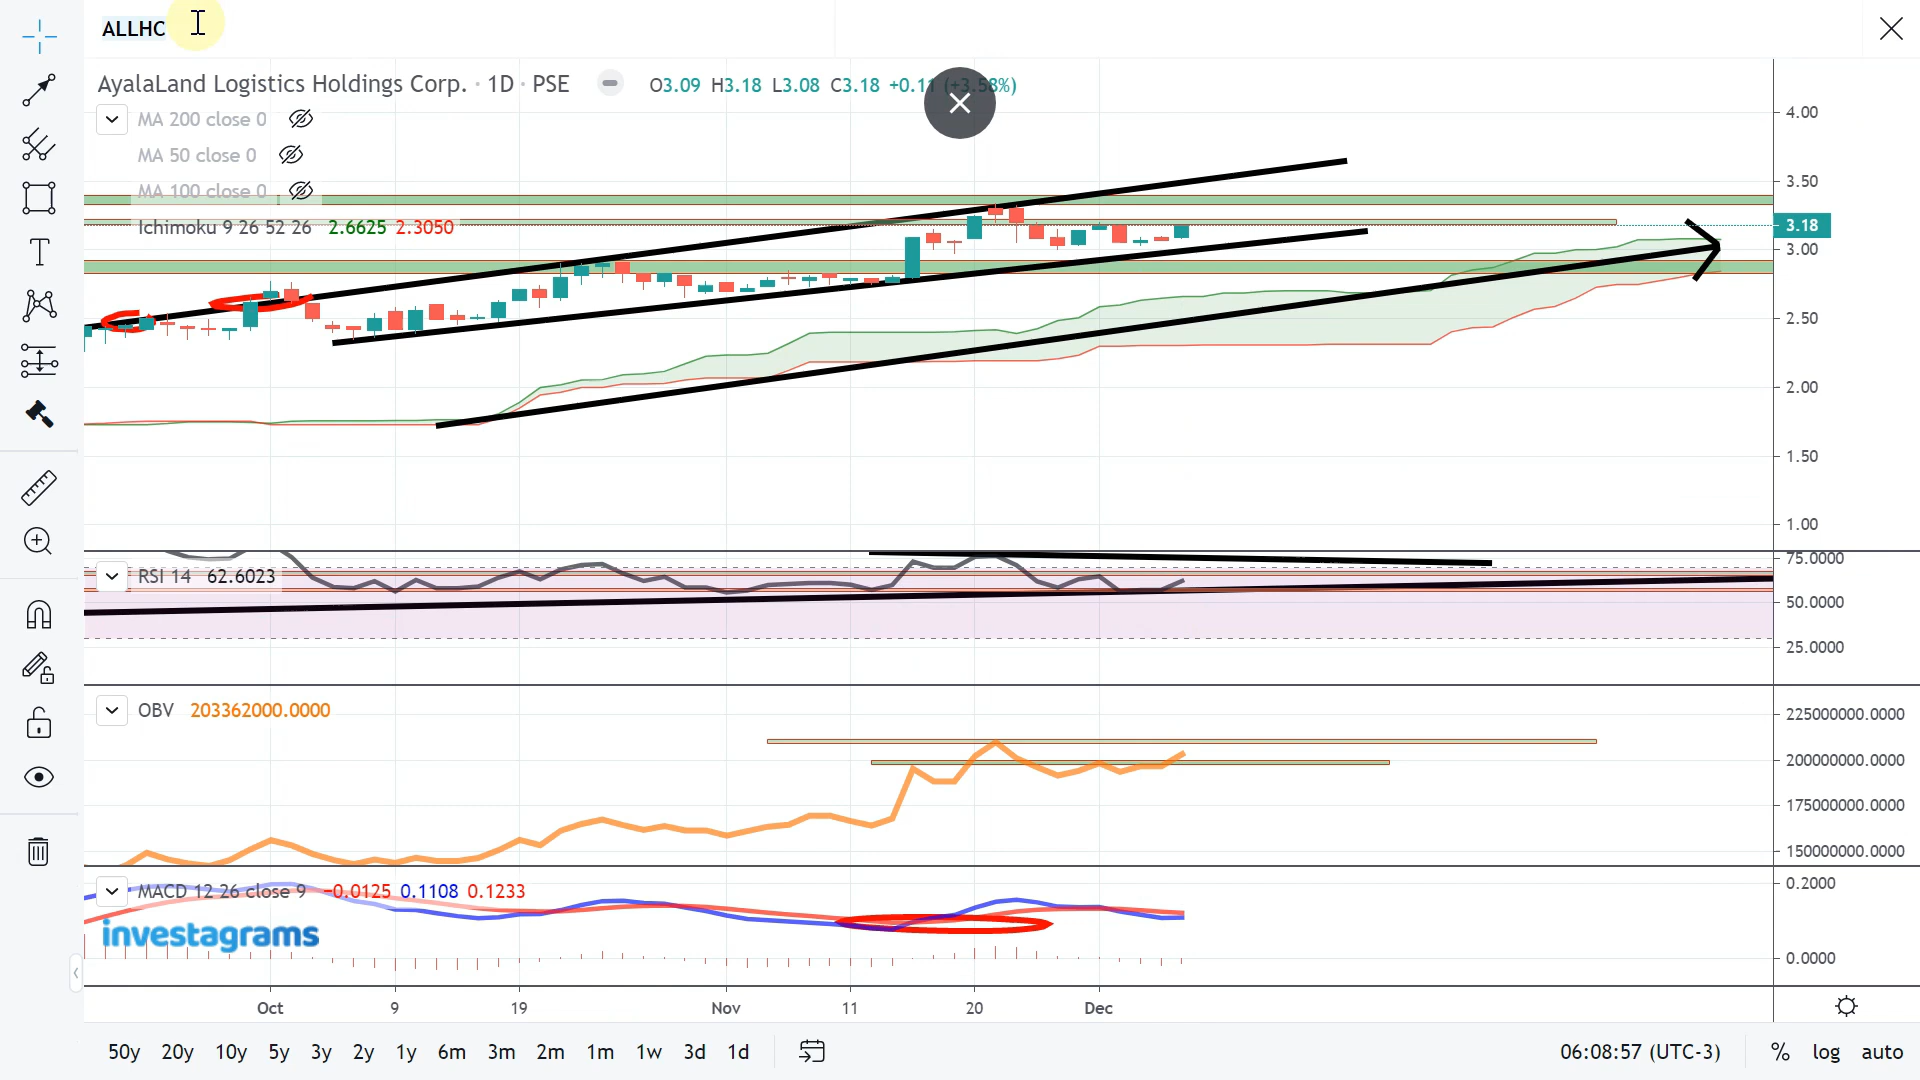 ALLHC
AyalaLand Logistics Holdings Corp. · 1D · PSE O3.09 H3.18 L3.08 C3.18 +0.11 (+3.58%)
MA 200 close 0
MA 50 close 0
MA 100 close 0
Ichimoku 9 26 52 26 2.6625 2.3050
4.00
3.50
3.18
3.00
2.50
2.00
1.50
1.00
RSI 14 62.6023
75.0000
50.0000
25.0000
OBV 203362000.0000
225000000.0000
200000000.0000
175000000.0000
150000000.0000
MACD 12 26 close 9 −0.0125 0.1108 0.1233
0.2000
0.0000
investagrams
Oct 9 19 Nov 11 20 Dec
50y 20y 10y 5y 3y 2y 1y 6m 3m 2m 1m 1w 3d 1d 06:08:57 (UTC-3) % log auto